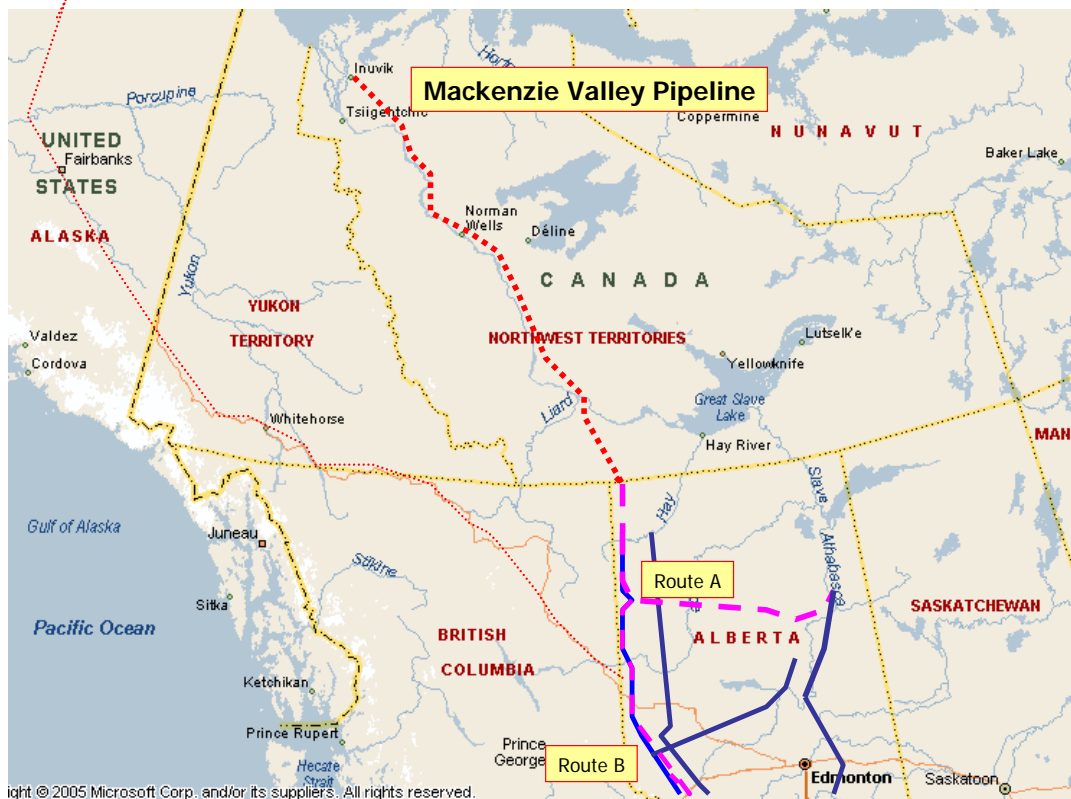 Inuvik
Mackenzie Valley Pipeline
Porcupine
Tsiigehtchic
Coppermine
NUNAVUT
UNITED
STATES
Fairbanks
Baker Lake
ALASKA
Norman
Wells
Déline
CANADA
Yukon
YUKON
TERRITORY
Valdez
Cordova
NORTHWEST TERRITORIES
Lutselk'e
Yellowknife
Liard
Great Slave
Lake
Whitehorse
Hay River
MAN
Hay
Slave
Gulf of Alaska
Juneau
Stikine
Route A
Athabasca
Sitka
SASKATCHEWAN
Pacific Ocean
BRITISH
COLUMBIA
ALBERTA
Ketchikan
Prince Rupert
Prince
George
Route B
Hecate
Strait
Edmonton
Saskatoon
ight © 2005 Microsoft Corp. and/or its suppliers. All rights reserved.